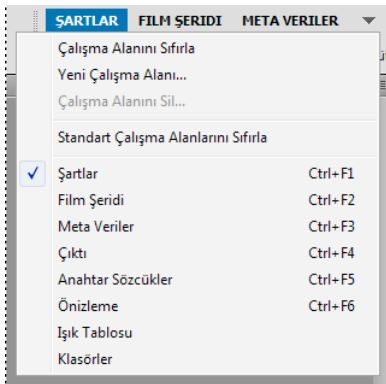 ŞARTLAR FILM ŞERIDI META VERILER
Çalışma Alanını Sıfırla
Yeni Çalışma Alanı...
Çalışma Alanını Sil...
Standart Çalışma Alanlarını Sıfırla
Şartlar Ctrl+F1
Film Şeridi Ctrl+F2
Meta Veriler Ctrl+F3
Çıktı Ctrl+F4
Anahtar Sözcükler Ctrl+F5
Önizleme Ctrl+F6
Işık Tablosu
Klasörler